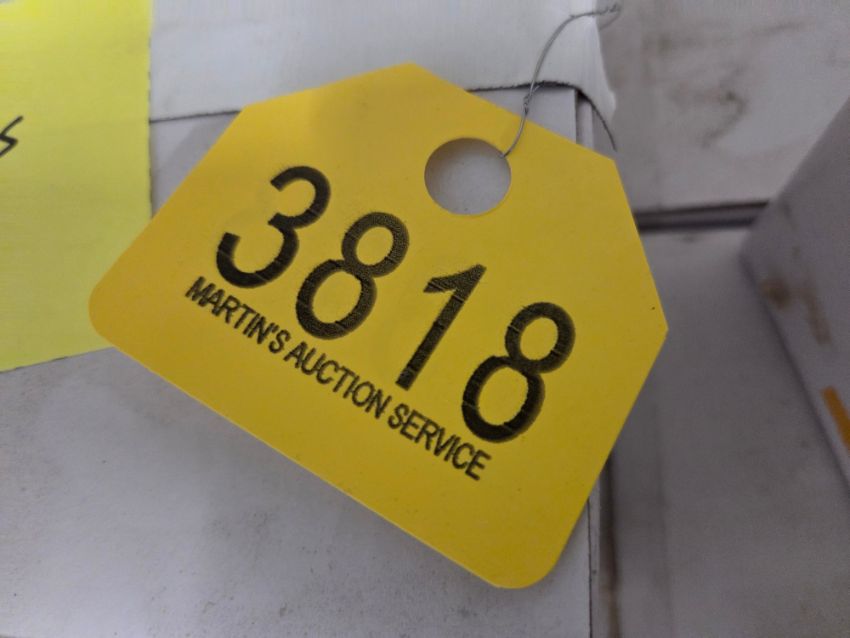 3818
MARTIN'S AUCTION SERVICE